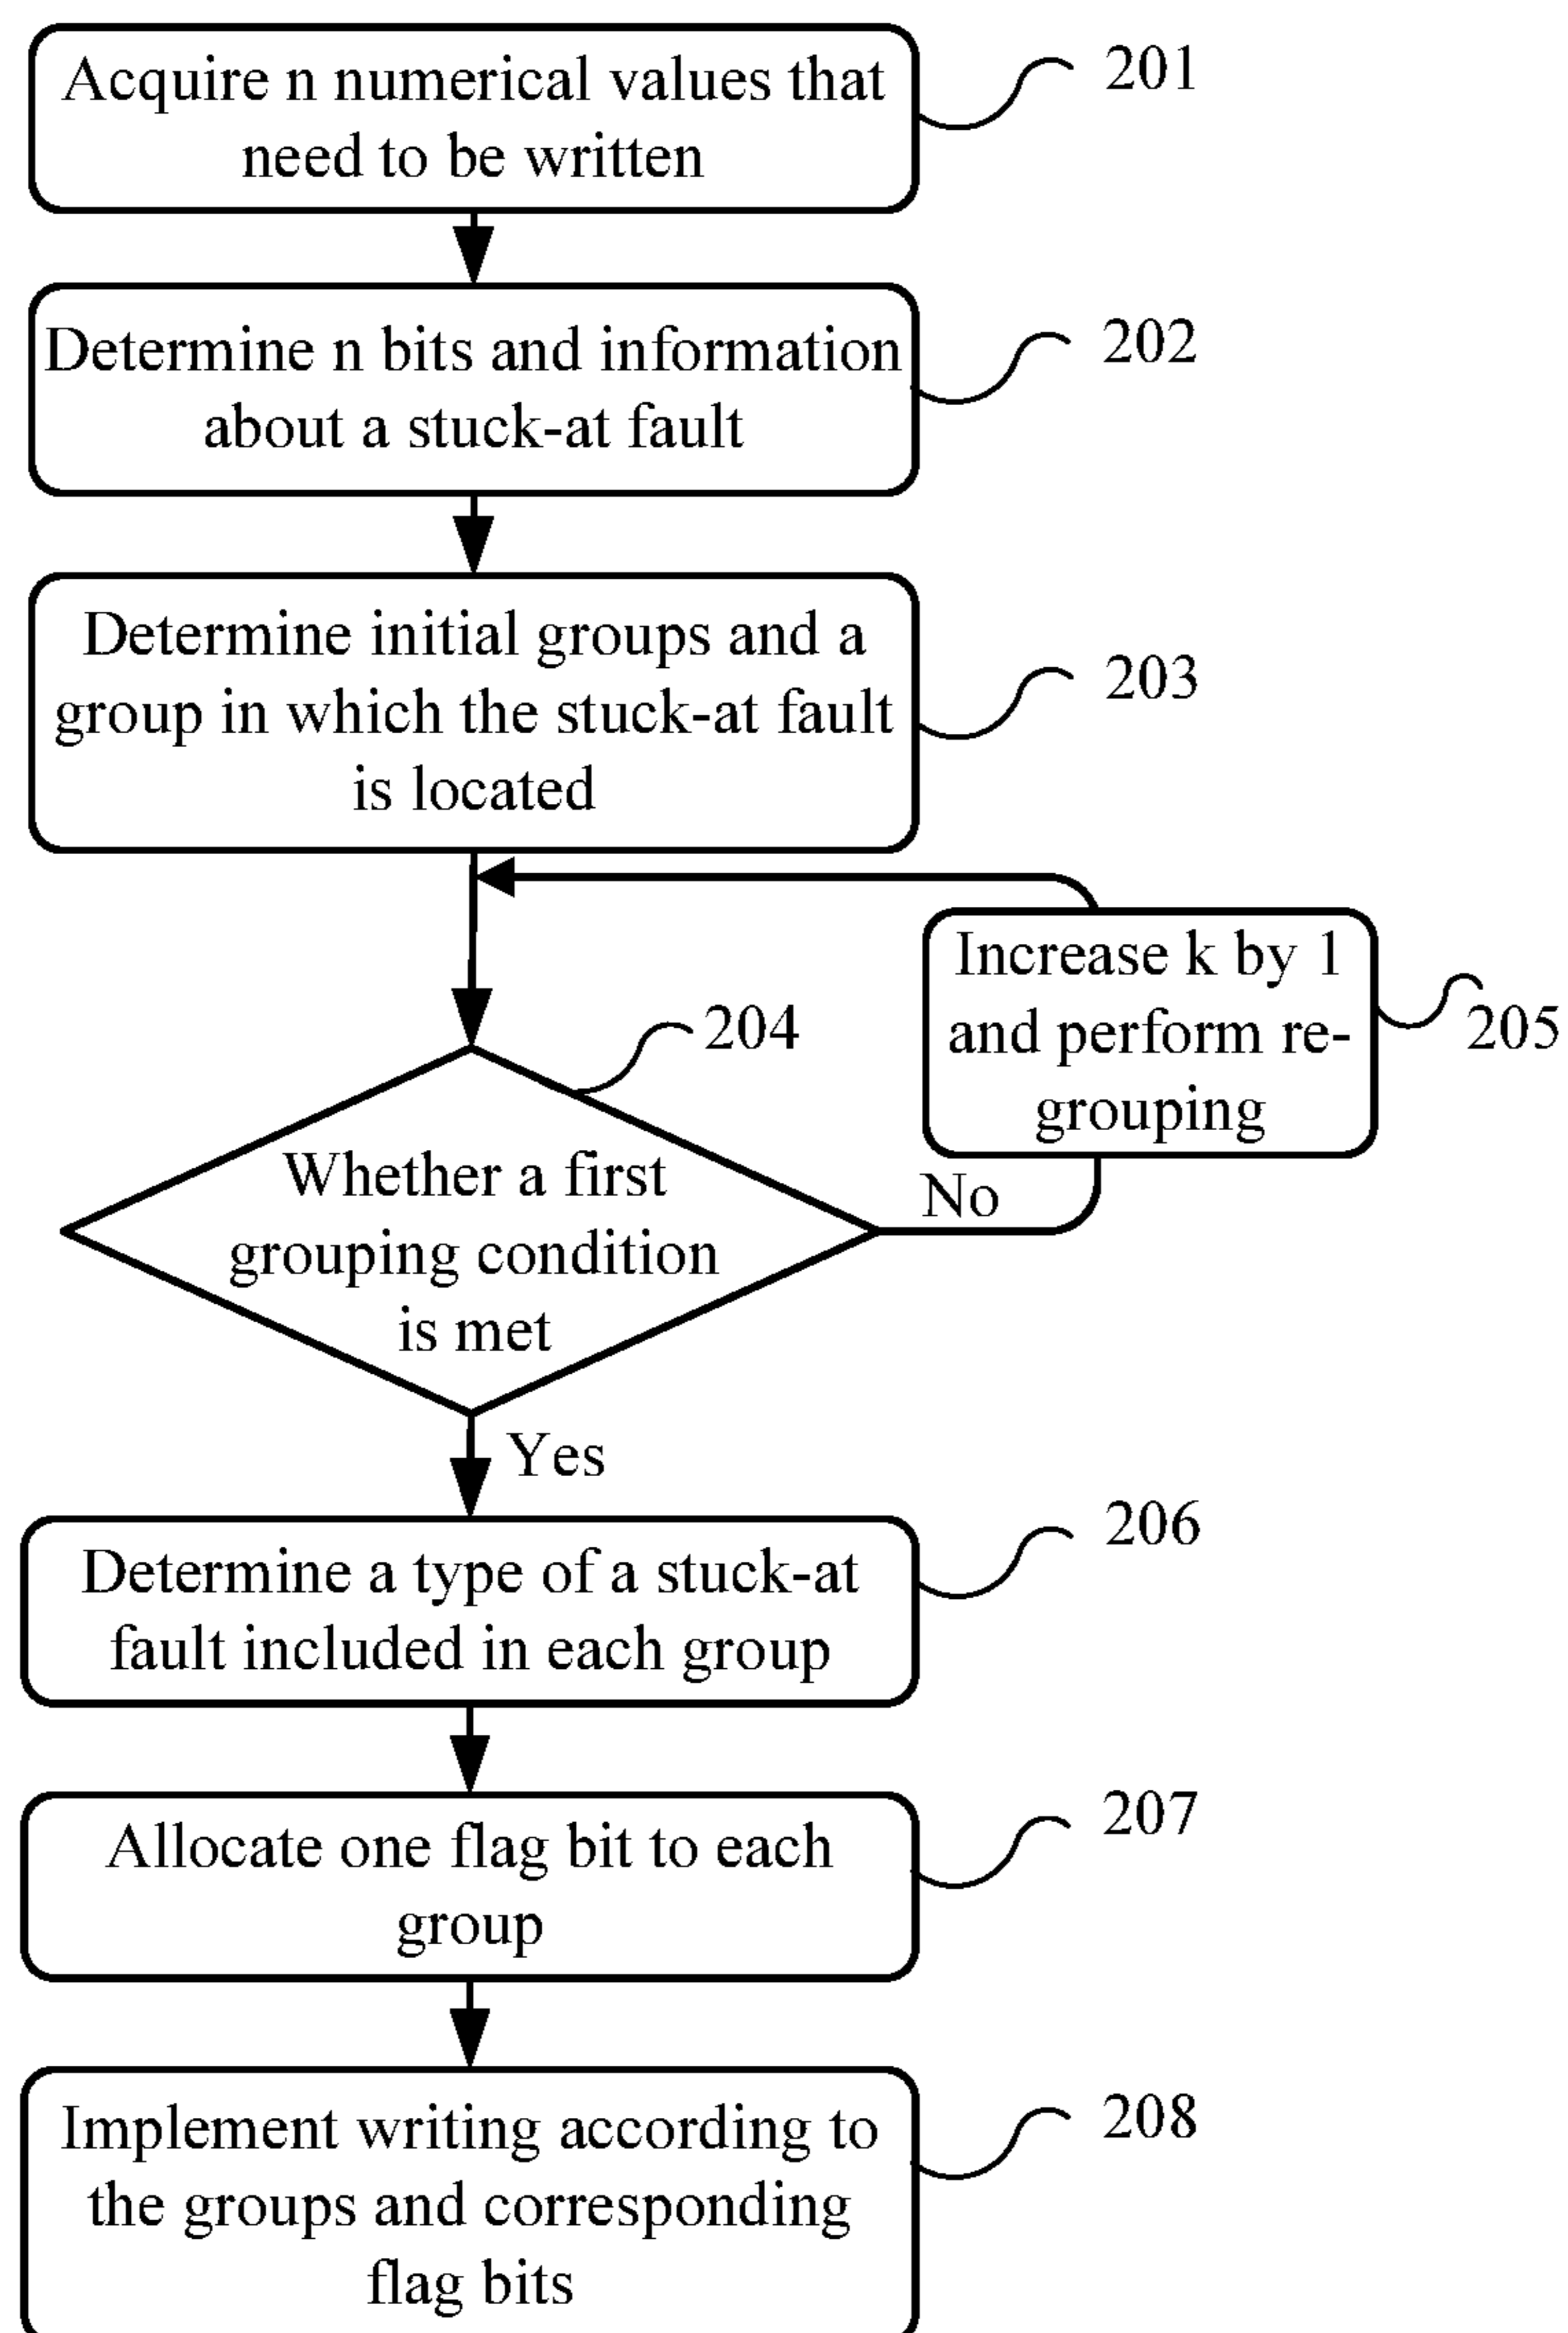 Acquire n numerical values that
need to be written
201
Determine n bits and information
about a stuck-at fault
202
Determine initial groups and a
group in which the stuck-at fault
is located
203
Increase k by 1
and perform re-
grouping
205
204
Whether a first
grouping condition
is met
No
Yes
Determine a type of a stuck-at
fault included in each group
206
Allocate one flag bit to each
group
207
Implement writing according to
the groups and corresponding
flag bits
208